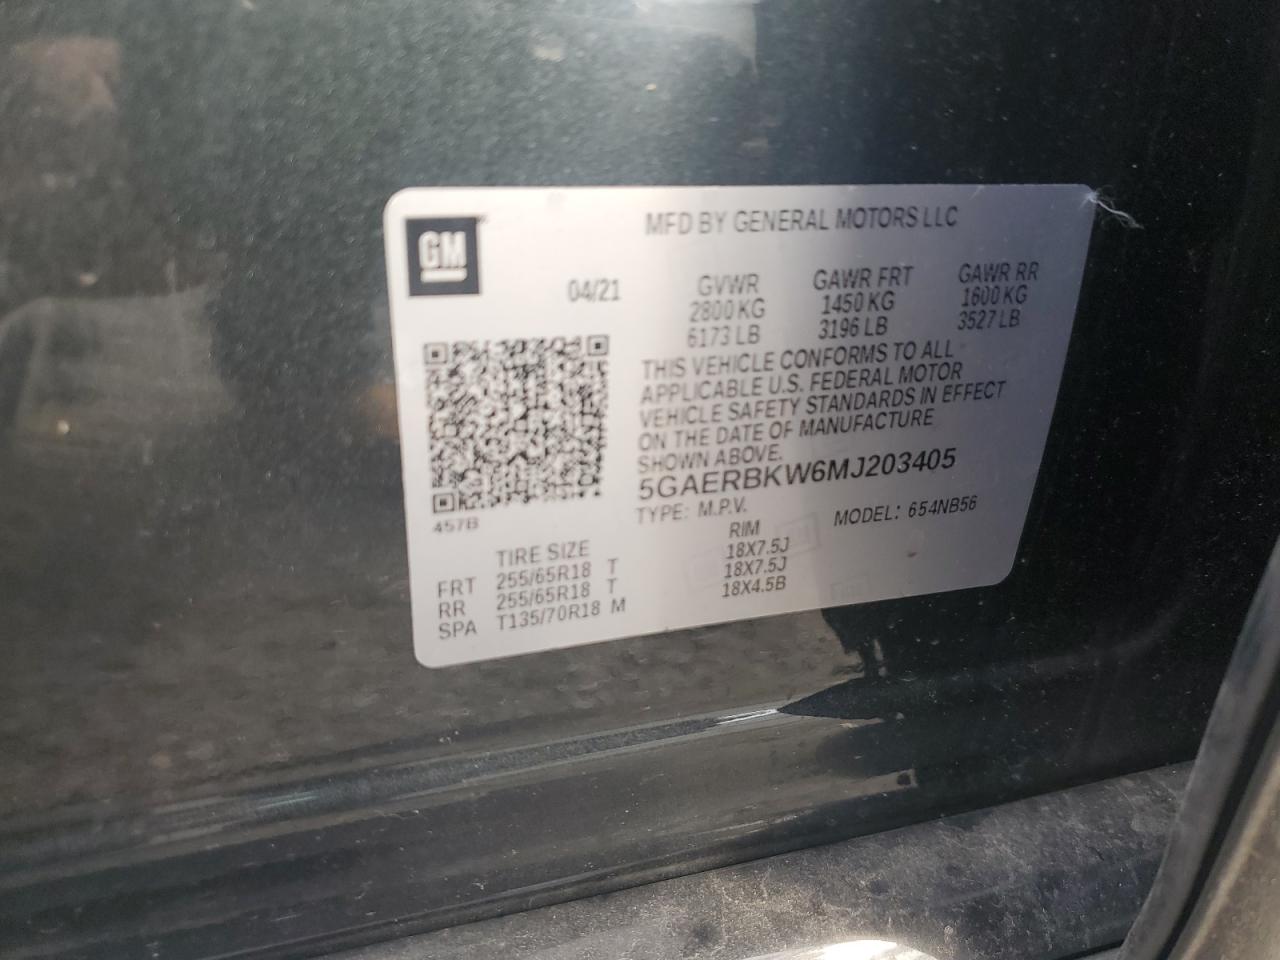 GM
MFD BY GENERAL MOTORS LLC
04/21
GVWR GAWR FRT GAWR RR
2800 KG 1450 KG 1600 KG
6173 LB 3196 LB 3527 LB
THIS VEHICLE CONFORMS TO ALL
APPLICABLE U.S. FEDERAL MOTOR
VEHICLE SAFETY STANDARDS IN EFFECT
ON THE DATE OF MANUFACTURE
SHOWN ABOVE.
5GAERBKW6MJ203405
TYPE: M.P.V. MODEL: 654NB56
457B
TIRE SIZE RIM
FRT 255/65R18 T 18X7.5J
RR 255/65R18 T 18X7.5J
SPA T135/70R18 M 18X4.5B